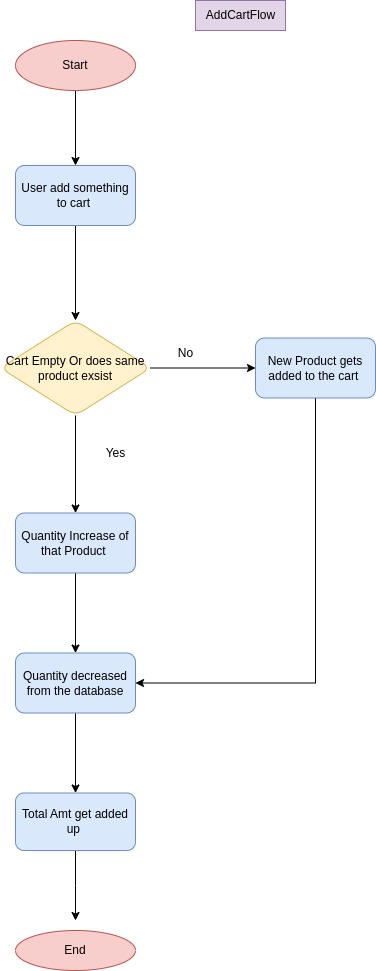 AddCartFlow
Start
User add something
to cart
Cart Empty Or does same
product exsist
No
New Product gets
added to the cart
Yes
Quantity Increase of
that Product
Quantity decreased
from the database
Total Amt get added
up
End